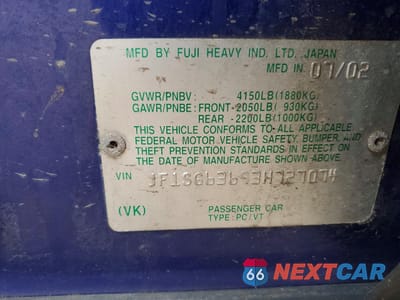 MFD BY FUJI HEAVY IND. LTD. JAPAN
MFD IN 07/02
GVWR/PNBV : 4150LB(1880KG)
GAWR/PNBE: FRONT-2050LB( 930KG)
REAR -2200LB(1000KG)
THIS VEHICLE CONFORMS TO ALL APPLICABLE
FEDERAL MOTOR VEHICLE SAFETY, BUMPER, AND
THEFT PREVENTION STANDARDS IN EFFECT ON THE
DATE OF MANUFACTURE SHOWN ABOVE.
VIN JF1SG63693H727074
(VK) PASSENGER CAR
TYPE: PC/VT
66 NEXTCAR